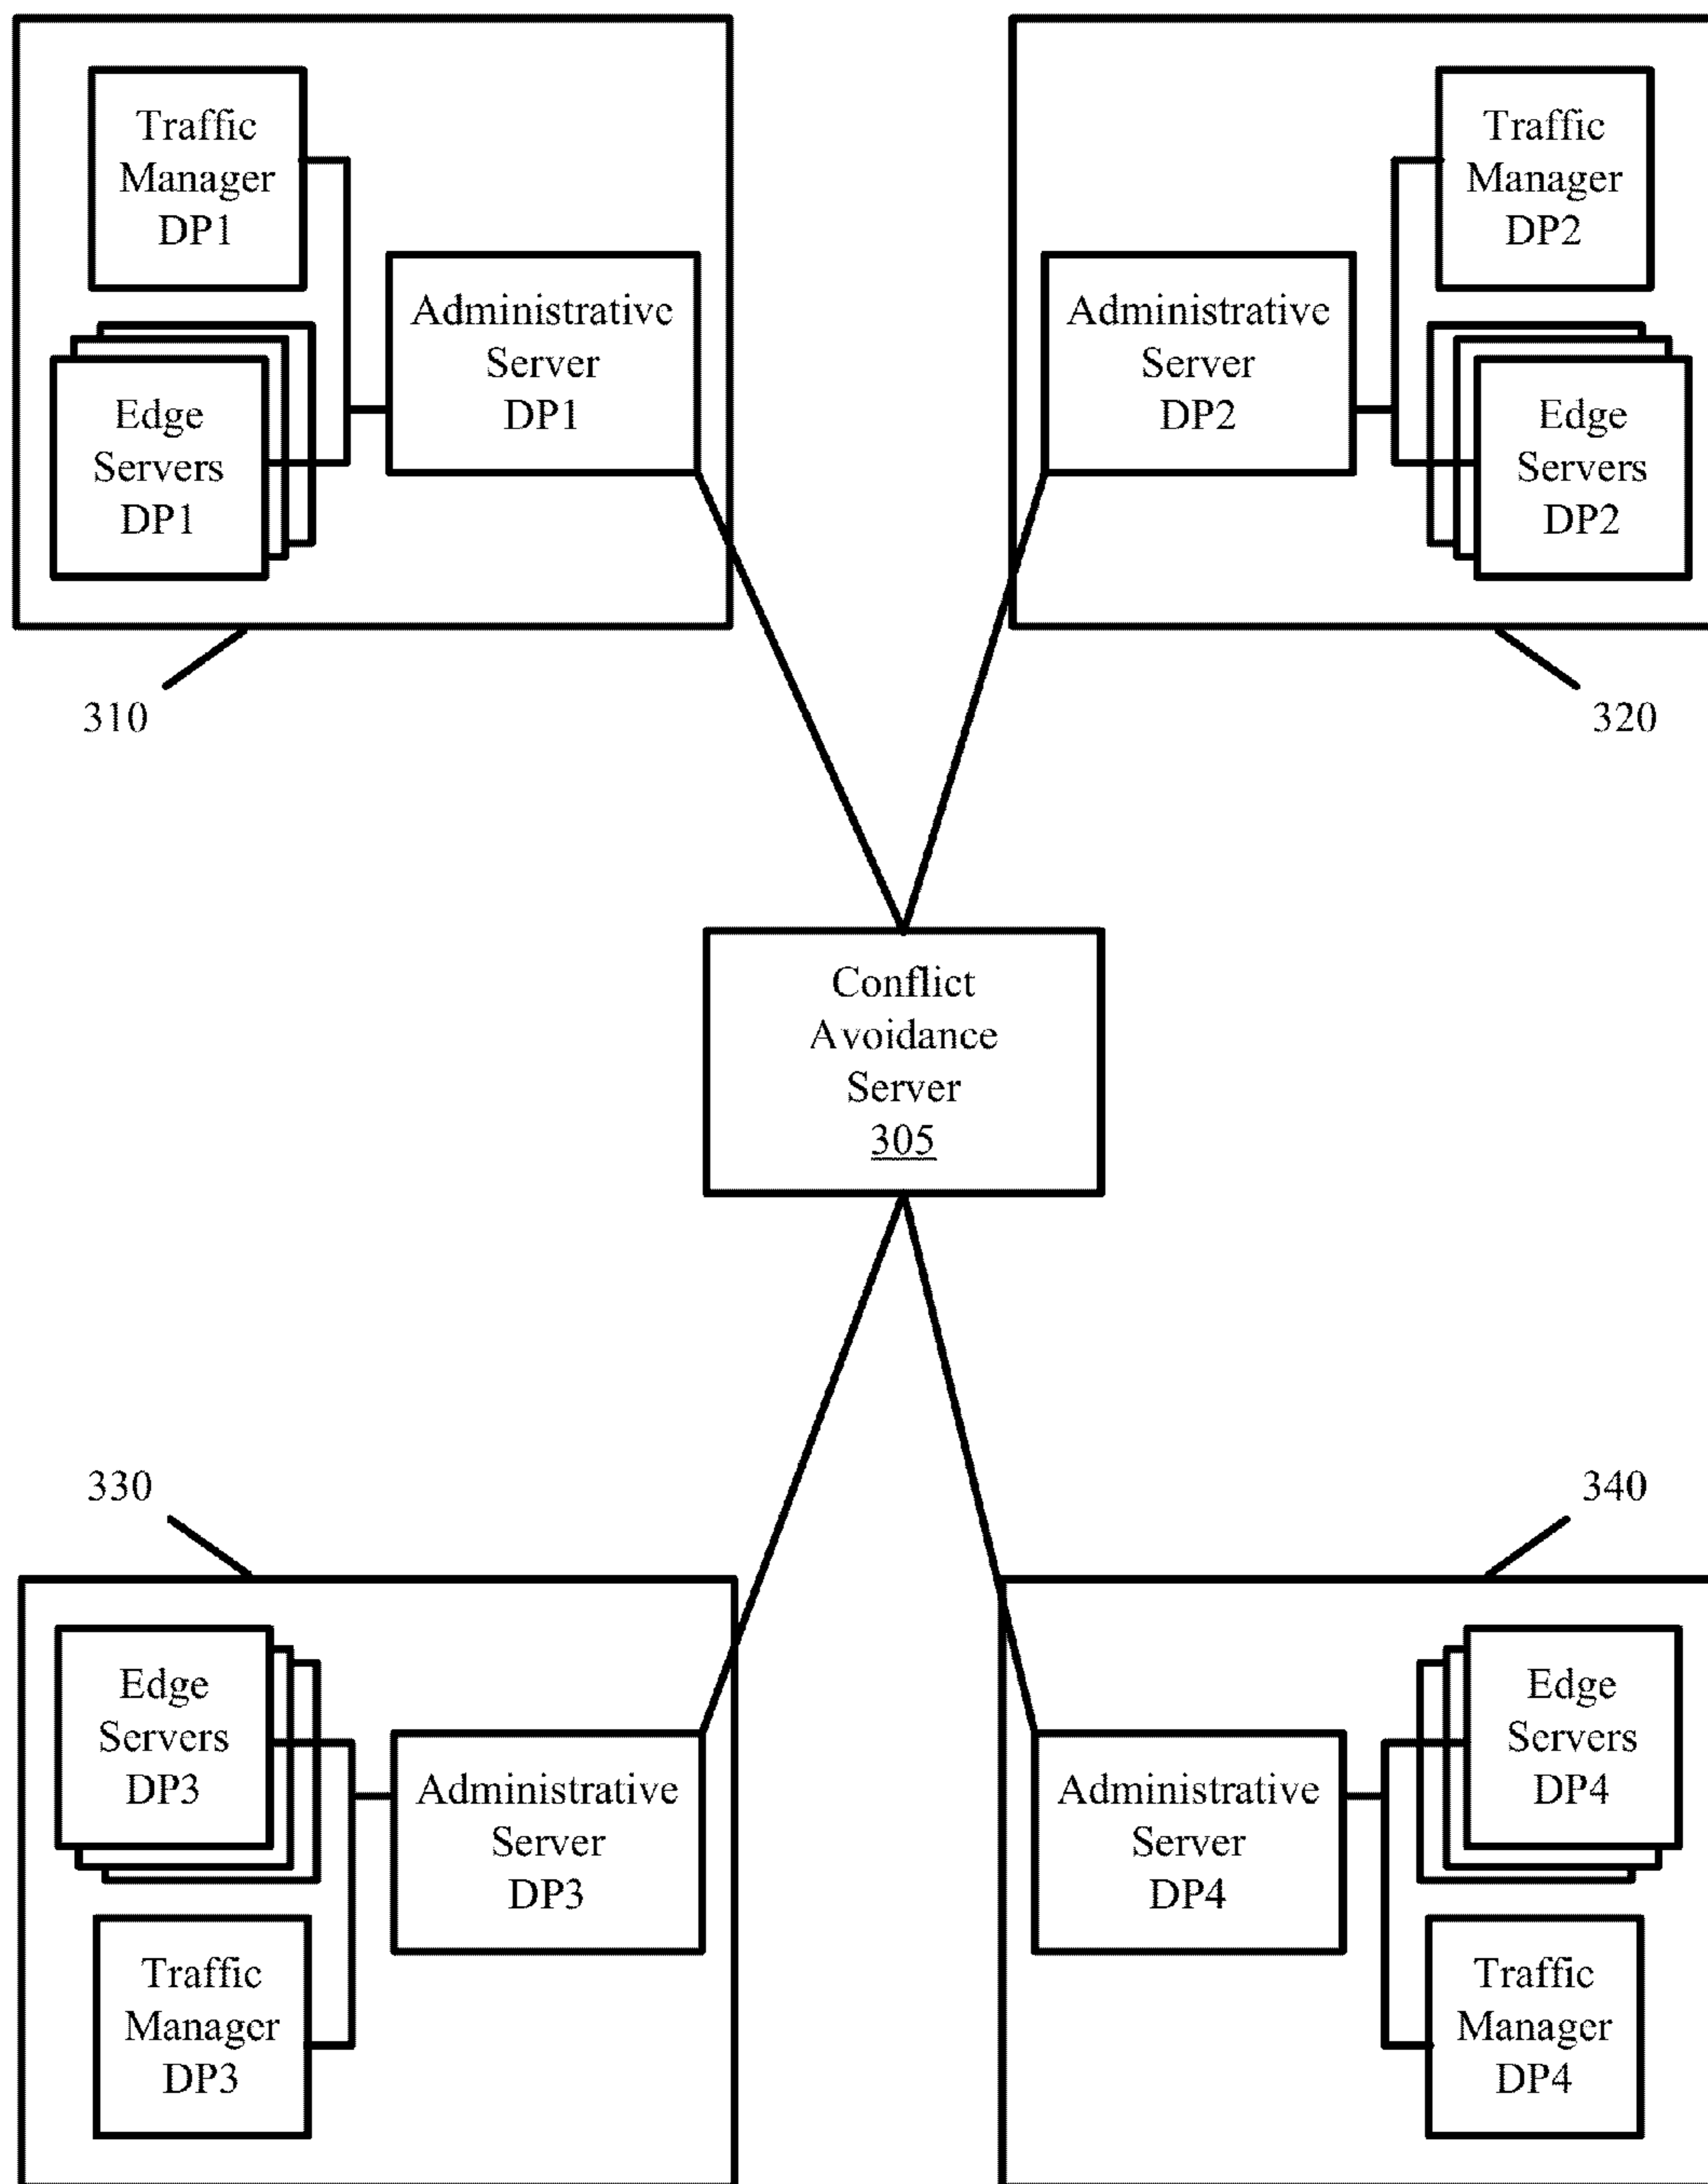 Traffic
Manager
DP1
Administrative
Server
DP1
Edge
Servers
DP1
310
Traffic
Manager
DP2
Administrative
Server
DP2
Edge
Servers
DP2
320
Conflict
Avoidance
Server
305
330
Edge
Servers
DP3
Administrative
Server
DP3
Traffic
Manager
DP3
340
Edge
Servers
DP4
Administrative
Server
DP4
Traffic
Manager
DP4